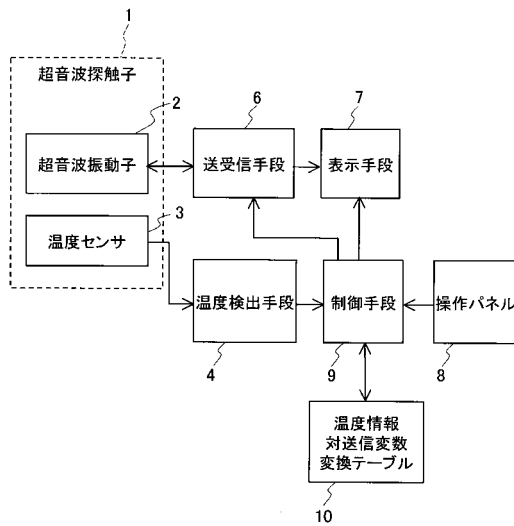 1
超音波探触子
2
超音波振動子
3
温度センサ
6
送受信手段
7
表示手段
温度検出手段
4
制御手段
9
操作パネル
8
温度情報
対送信変数
変換テーブル
10